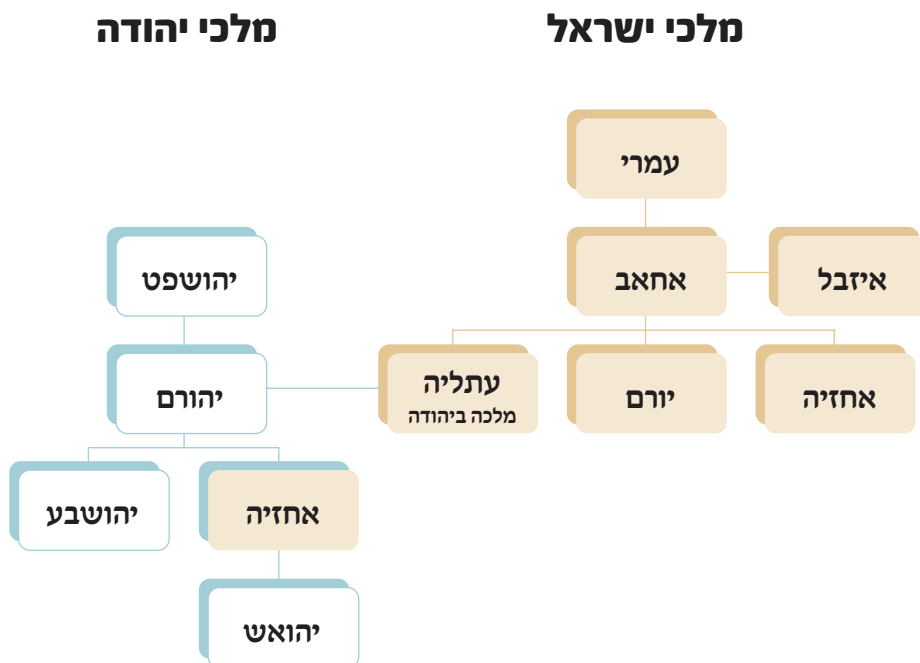 מלכי ישראל
מלכי יהודה
עמרי
איזבל
אחאב
יהושפט
אחזיה
יורם
עתליה
מלכה ביהודה
יהורם
אחזיה
יהושבע
יהואש